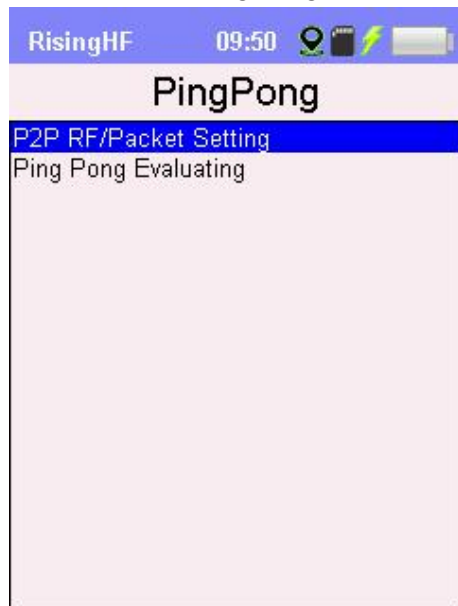 RisingHF 09:50
PingPong
P2P RF/Packet Setting
Ping Pong Evaluating